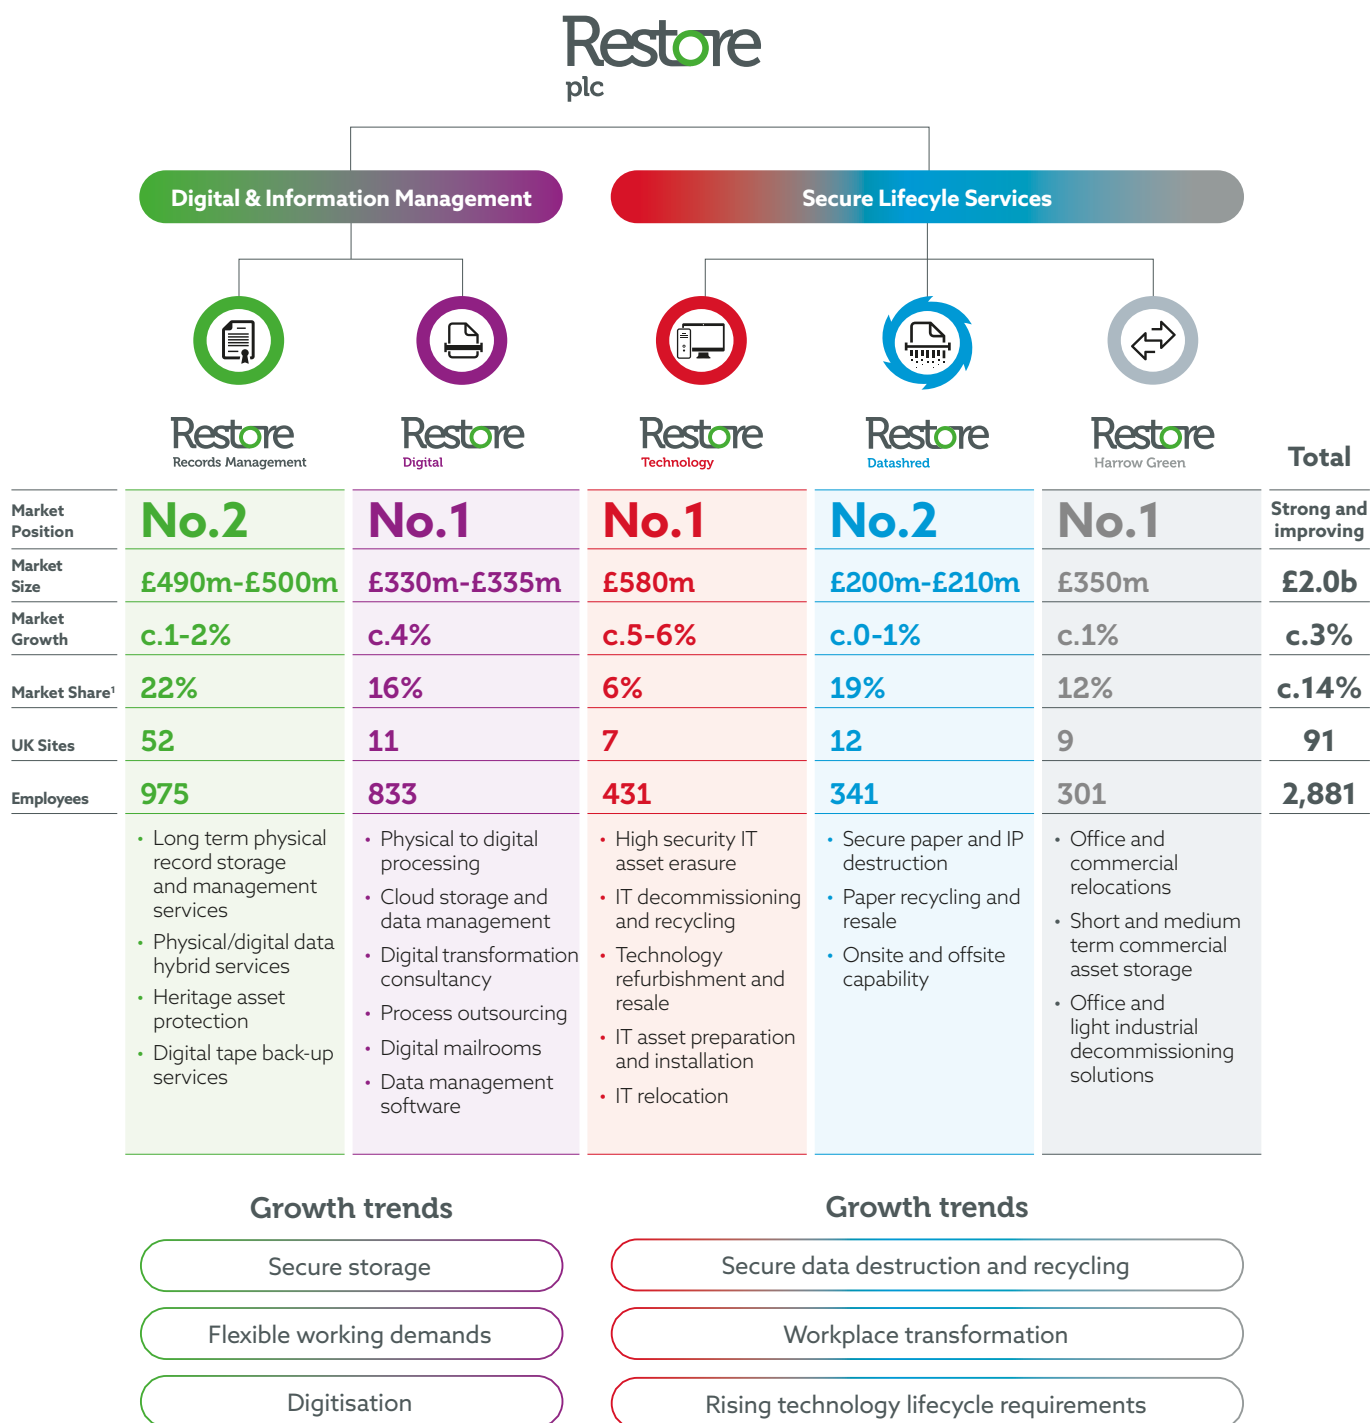 Restore
plc
Digital & Information Management
Secure Lifecyle Services
Restore
Records Management
Restore
Digital
Restore
Technology
Restore
Datashred
Restore
Harrow Green
Total
Market
Position
No.2
No.1
No.1
No.2
No.1
Strong and
improving
Market
Size
£490m-£500m
£330m-£335m
£580m
£200m-£210m
£350m
£2.0b
Market
Growth
c.1-2%
c.4%
c.5-6%
c.0-1%
c.1%
c.3%
Market Share¹
22%
16%
6%
19%
12%
c.14%
UK Sites
52
11
7
12
9
91
Employees
975
833
431
341
301
2,881
• Long term physical
record storage
and management
services
• Physical/digital data
hybrid services
• Heritage asset
protection
• Digital tape back-up
services
• Physical to digital
processing
• Cloud storage and
data management
• Digital transformation
consultancy
• Process outsourcing
• Digital mailrooms
• Data management
software
• High security IT
asset erasure
• IT decommissioning
and recycling
• Technology
refurbishment and
resale
• IT asset preparation
and installation
• IT relocation
• Secure paper and IP
destruction
• Paper recycling and
resale
• Onsite and offsite
capability
• Office and
commercial
relocations
• Short and medium
term commercial
asset storage
• Office and
light industrial
decommissioning
solutions
Growth trends
Secure storage
Flexible working demands
Digitisation
Growth trends
Secure data destruction and recycling
Workplace transformation
Rising technology lifecycle requirements